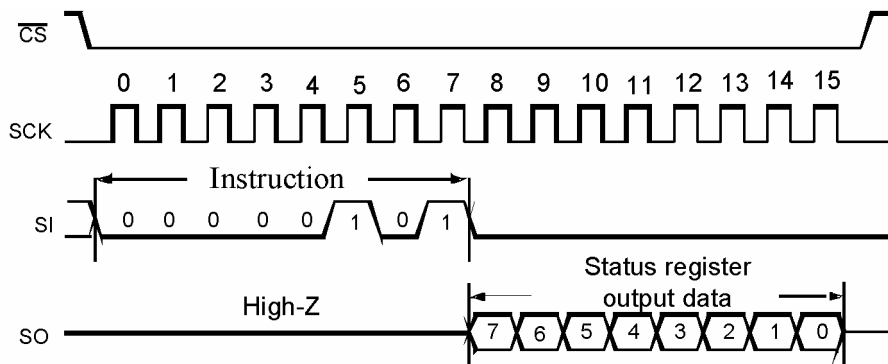 CS
0 1 2 3 4 5 6 7 8 9 10 11 12 13 14 15
SCK
Instruction
SI 0 0 0 0 0 1 0 1
Status register
output data
High-Z
SO 7 6 5 4 3 2 1 0